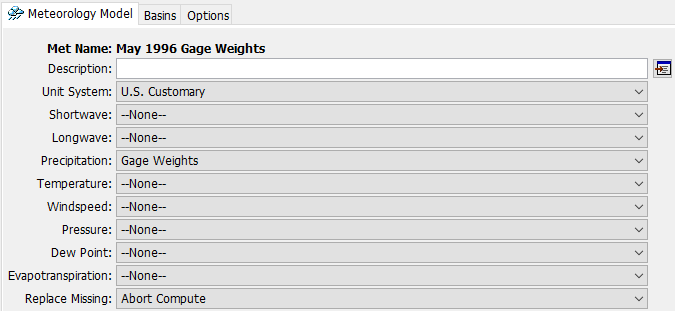 Meteorology Model Basins Options
Met Name: May 1996 Gage Weights
Description:
Unit System: U.S. Customary
Shortwave: --None--
Longwave: --None--
Precipitation: Gage Weights
Temperature: --None--
Windspeed: --None--
Pressure: --None--
Dew Point: --None--
Evapotranspiration: --None--
Replace Missing: Abort Compute